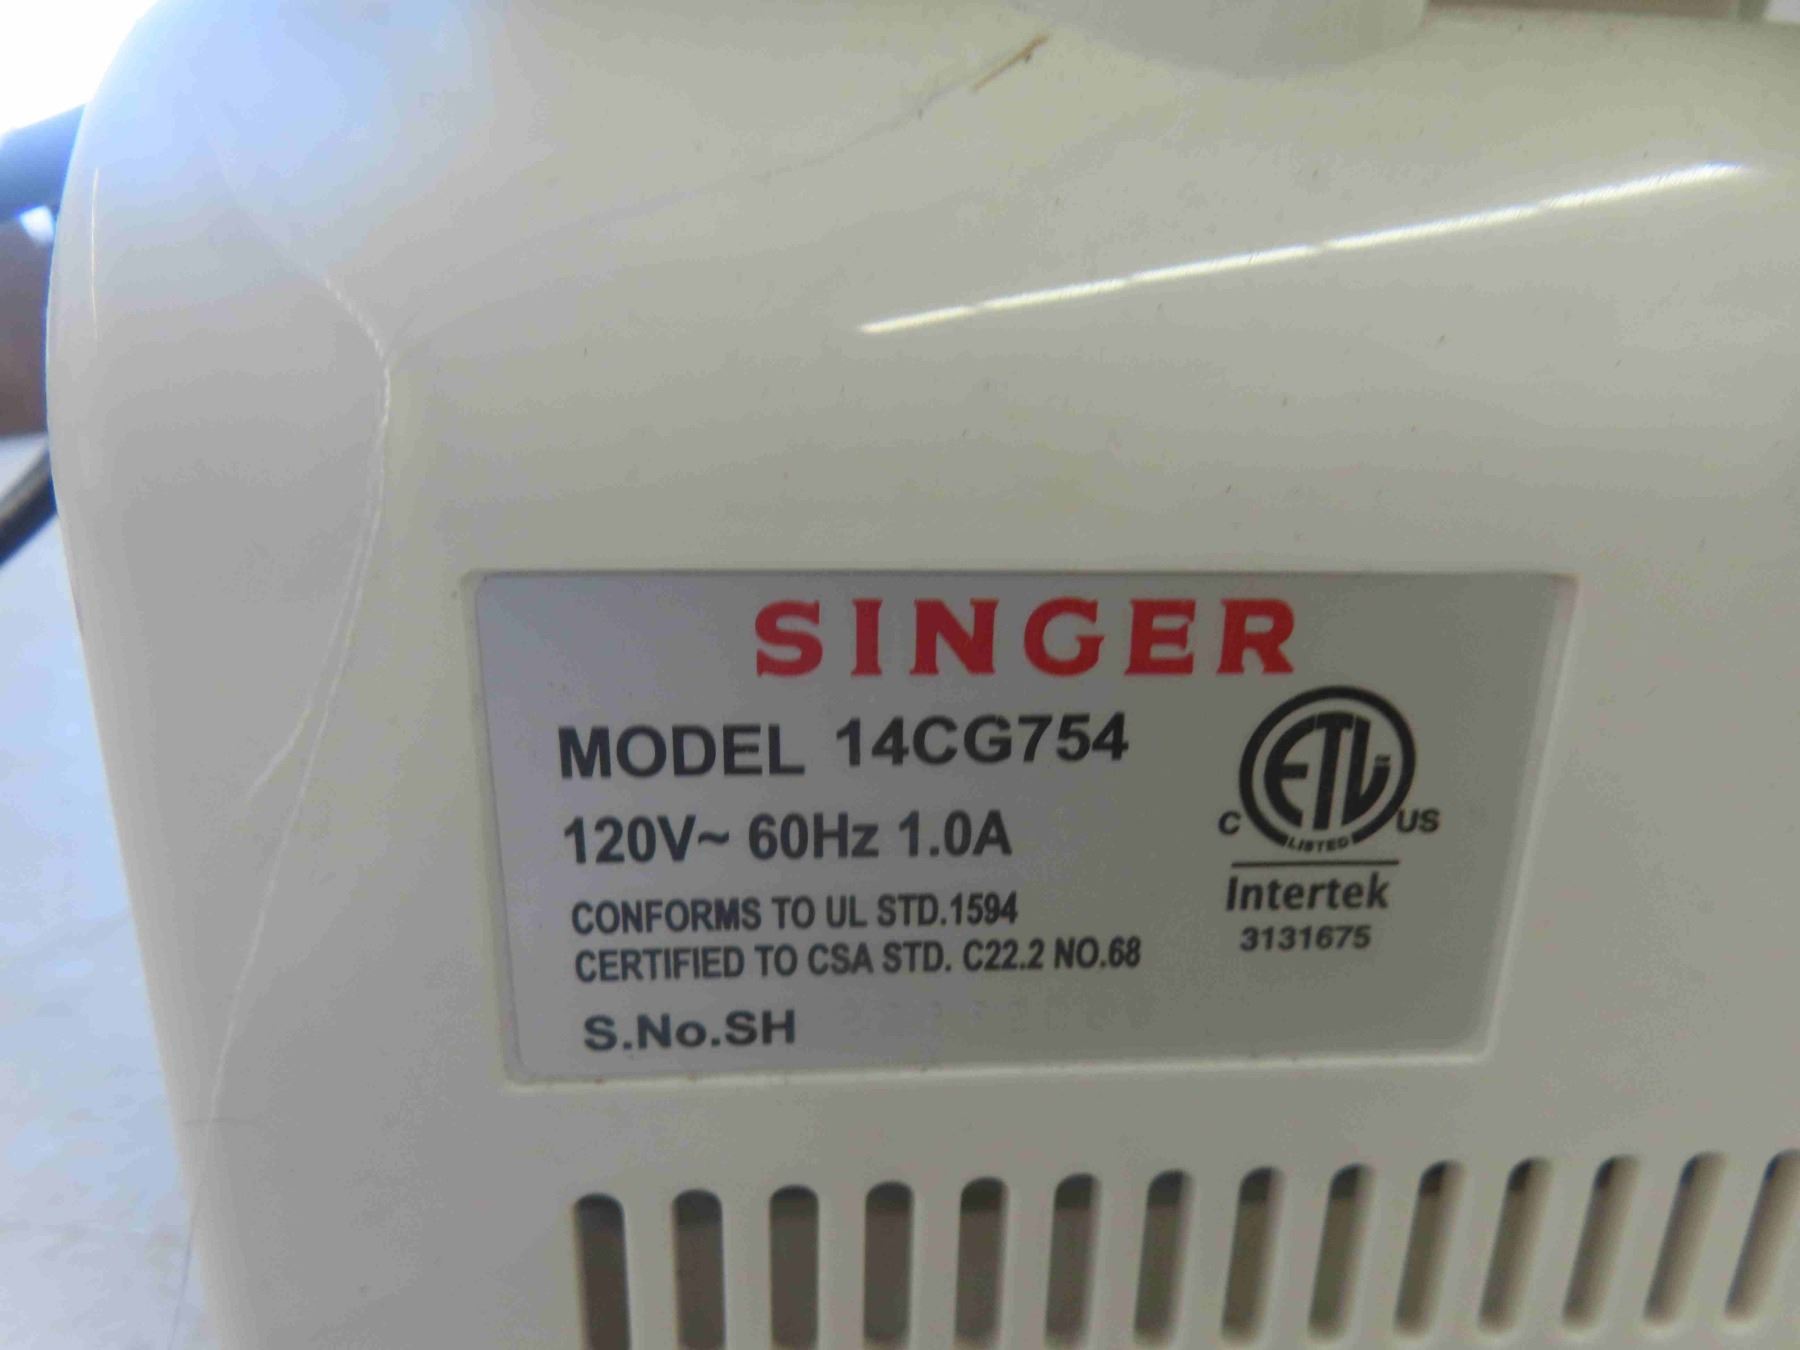 SINGER
MODEL 14CG754
120V~ 60Hz 1.0A
CONFORMS TO UL STD.1594
CERTIFIED TO CSA STD. C22.2 NO.68
S.No.SH
ETL
C US
LISTED
Intertek
3131675